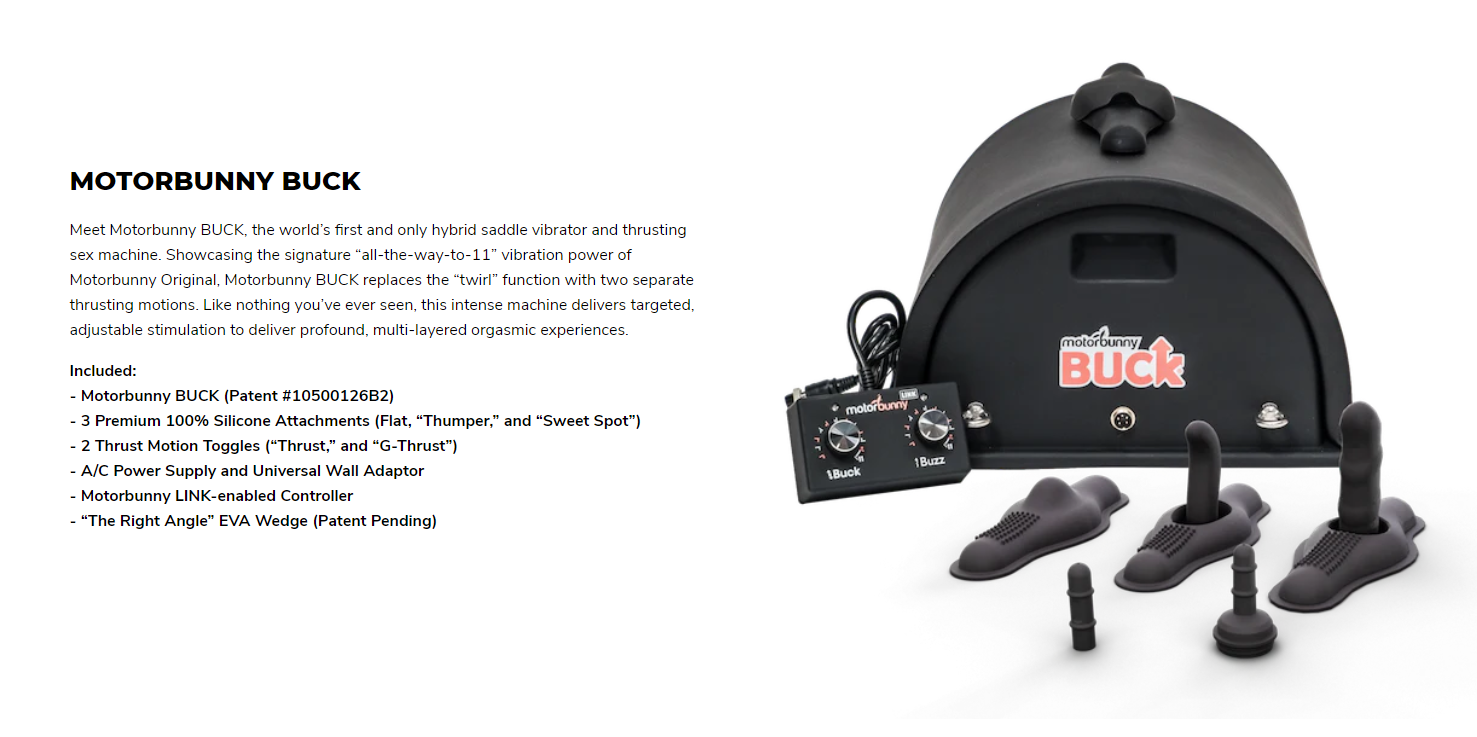 MOTORBUNNY BUCK
Meet Motorbunny BUCK, the world’s first and only hybrid saddle vibrator and thrusting
sex machine. Showcasing the signature “all-the-way-to-11” vibration power of
Motorbunny Original, Motorbunny BUCK replaces the “twirl” function with two separate
thrusting motions. Like nothing you’ve ever seen, this intense machine delivers targeted,
adjustable stimulation to deliver profound, multi-layered orgasmic experiences.
Included:
- Motorbunny BUCK (Patent #10500126B2)
- 3 Premium 100% Silicone Attachments (Flat, “Thumper,” and “Sweet Spot”)
- 2 Thrust Motion Toggles (“Thrust,” and “G-Thrust”)
- A/C Power Supply and Universal Wall Adaptor
- Motorbunny LINK-enabled Controller
- “The Right Angle” EVA Wedge (Patent Pending)
motorbunny
BUCK
motorbunny LINK
Buck
Buzz